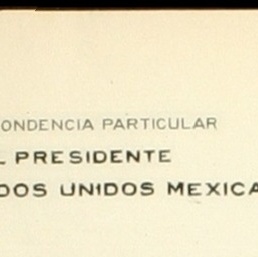 ONDENCIA PARTICULAR
L PRESIDENTE
DOS UNIDOS MEXICA